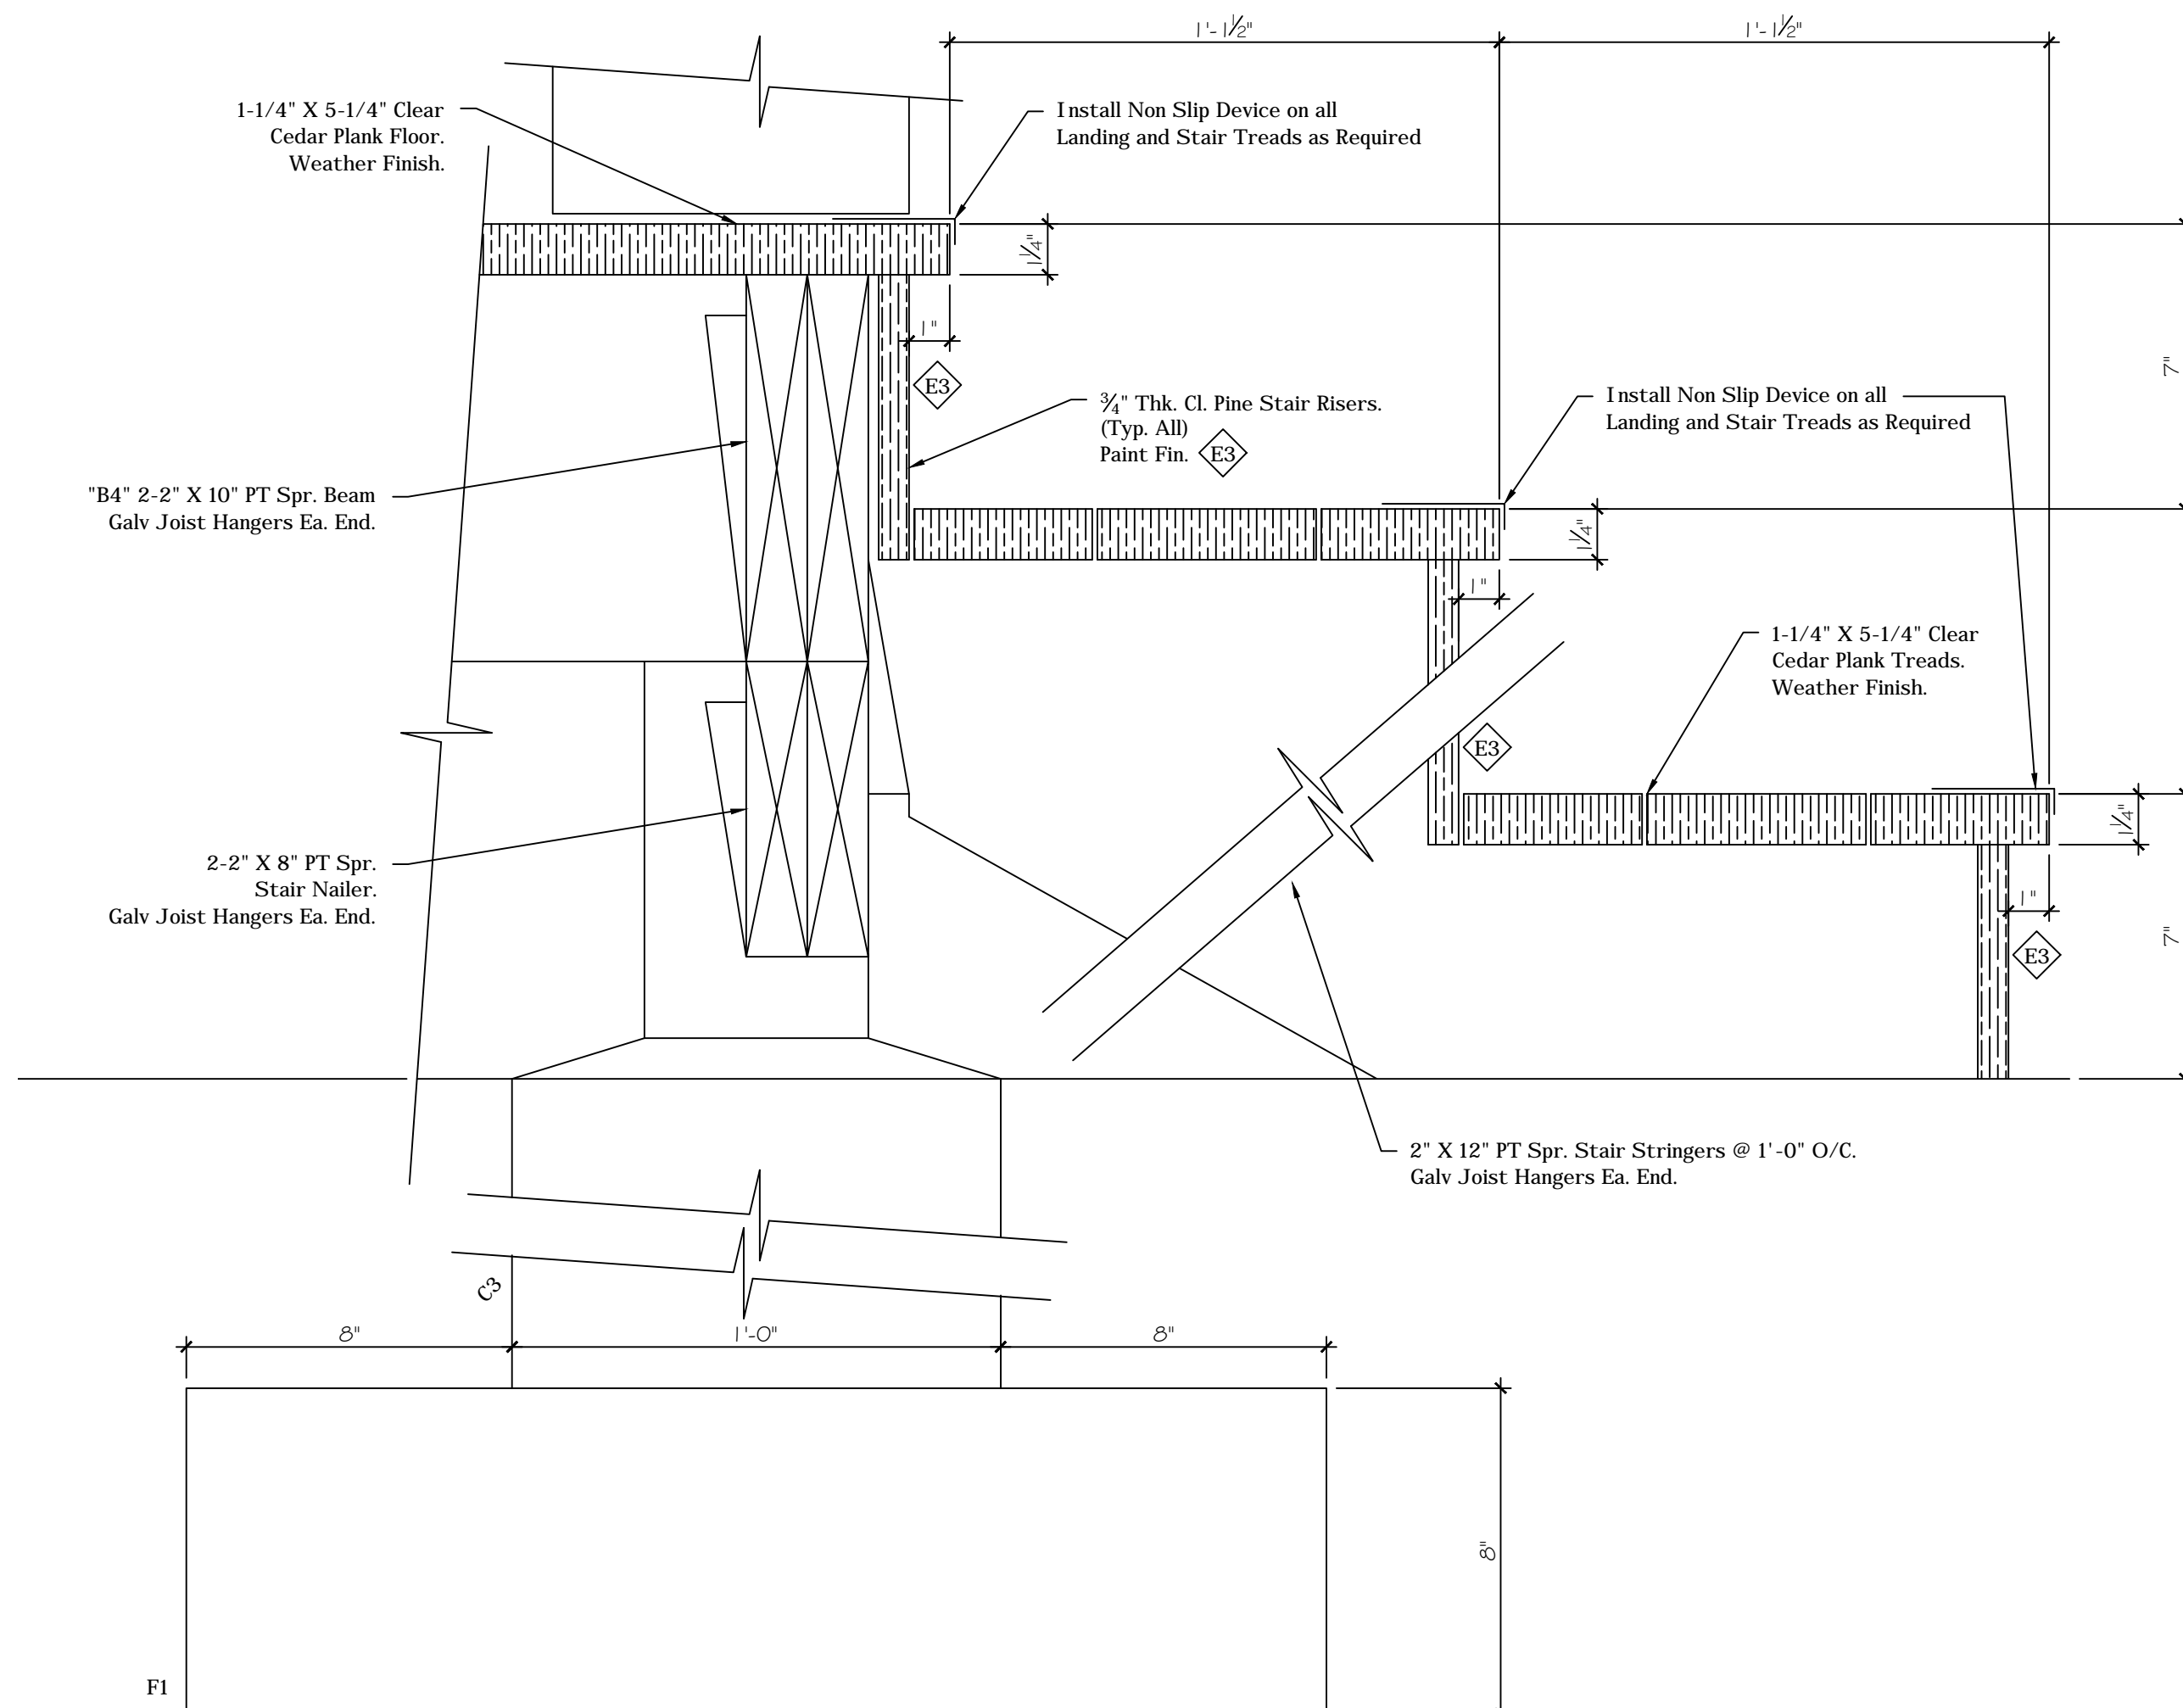 1'-1½"
1'-1½"
1-1/4" X 5-1/4" Clear
Cedar Plank Floor.
Weather Finish.
Install Non Slip Device on all
Landing and Stair Treads as Required
1¼"
1"
E3
7"
¾" Thk. Cl. Pine Stair Risers.
(Typ. All)
Paint Fin. E3
Install Non Slip Device on all
Landing and Stair Treads as Required
"B4" 2-2" X 10" PT Spr. Beam
Galv Joist Hangers Ea. End.
1¼"
1"
1-1/4" X 5-1/4" Clear
Cedar Plank Treads.
Weather Finish.
E3
1¼"
2-2" X 8" PT Spr.
Stair Nailer.
Galv Joist Hangers Ea. End.
1"
E3
7"
2" X 12" PT Spr. Stair Stringers @ 1'-0" O/C.
Galv Joist Hangers Ea. End.
C3
8"
1'-0"
8"
8"
F1